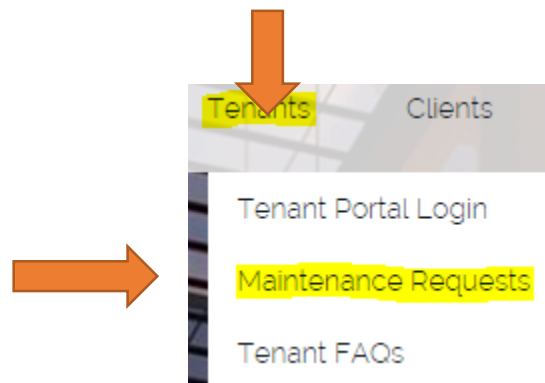 Tenants Clients
Tenant Portal Login
Maintenance Requests
Tenant FAQs